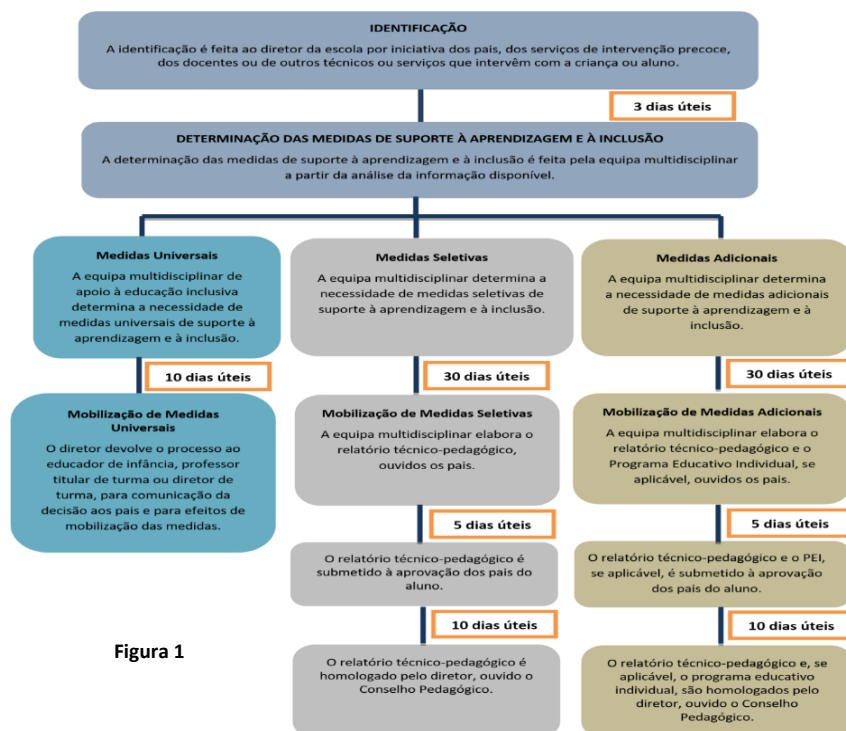 IDENTIFICAÇÃO
A identificação é feita ao diretor da escola por iniciativa dos pais, dos serviços de intervenção precoce,
dos docentes ou de outros técnicos ou serviços que intervêm com a criança ou aluno.
3 dias úteis
DETERMINAÇÃO DAS MEDIDAS DE SUPORTE À APRENDIZAGEM E À INCLUSÃO
A determinação das medidas de suporte à aprendizagem e à inclusão é feita pela equipa multidisciplinar
a partir da análise da informação disponível.
Medidas Universais
A equipa multidisciplinar de
apoio à educação inclusiva
determina a necessidade de
medidas universais de suporte à
aprendizagem e à inclusão.
10 dias úteis
Mobilização de Medidas
Universais
O diretor devolve o processo ao
educador de infância, professor
titular de turma ou diretor de
turma, para comunicação da
decisão aos pais e para efeitos de
mobilização das medidas.
Medidas Seletivas
A equipa multidisciplinar determina a
necessidade de medidas seletivas de
suporte à aprendizagem e à inclusão.
30 dias úteis
Mobilização de Medidas Seletivas
A equipa multidisciplinar elabora o
relatório técnico-pedagógico,
ouvidos os pais.
5 dias úteis
O relatório técnico-pedagógico é
submetido à aprovação dos pais do
aluno.
10 dias úteis
O relatório técnico-pedagógico é
homologado pelo diretor, ouvido o
Conselho Pedagógico.
Medidas Adicionais
A equipa multidisciplinar determina
a necessidade de medidas adicionais
de suporte à aprendizagem e à
inclusão.
30 dias úteis
Mobilização de Medidas Adicionais
A equipa multidisciplinar elabora o
relatório técnico-pedagógico e o
Programa Educativo Individual, se
aplicável, ouvidos os pais.
5 dias úteis
O relatório técnico-pedagógico e o PEI,
se aplicável, é submetido à aprovação
dos pais do aluno.
10 dias úteis
O relatório técnico-pedagógico e, se
aplicável, o programa educativo
individual, são homologados pelo
diretor, ouvido o Conselho
Pedagógico.
Figura 1